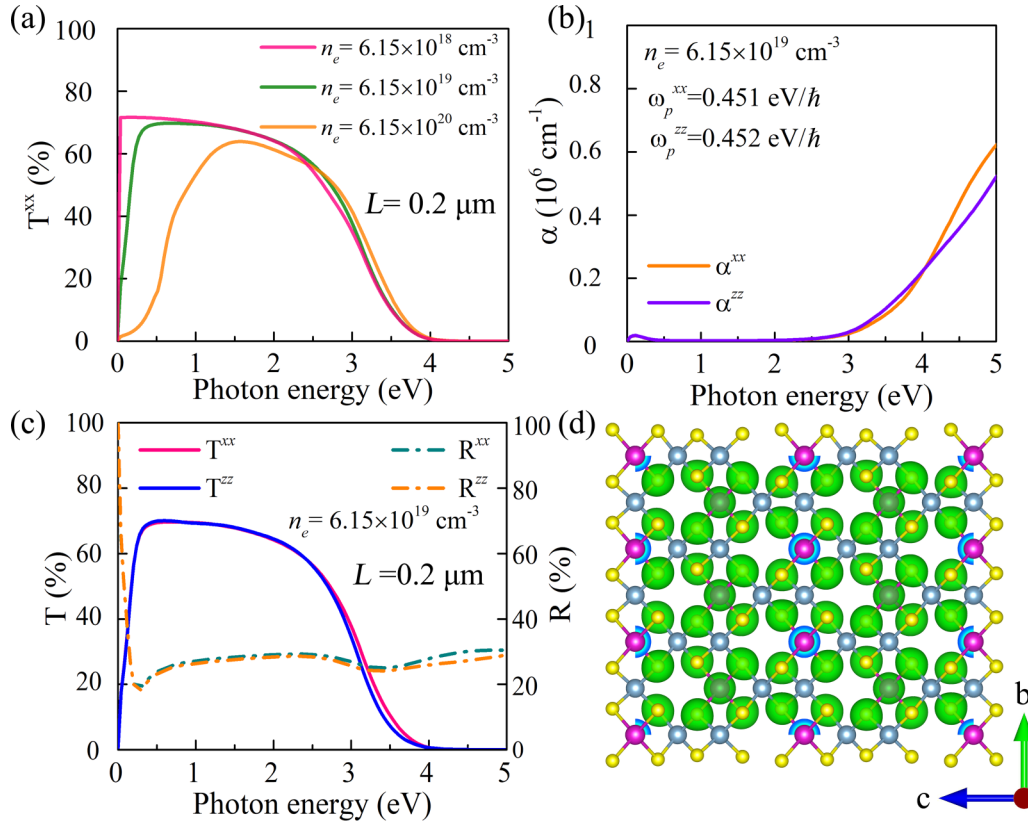 (a)
100
80
60
40
20
0
T^xx (%)
n_e = 6.15×10^18 cm^-3
n_e = 6.15×10^19 cm^-3
n_e = 6.15×10^20 cm^-3
L= 0.2 μm
0 1 2 3 4 5
Photon energy (eV)
(b)
1
0.8
0.6
0.4
0.2
0
α (10^6 cm^-1)
n_e = 6.15×10^19 cm^-3
ω_p^xx=0.451 eV/ℏ
ω_p^zz=0.452 eV/ℏ
α^xx
α^zz
0 1 2 3 4 5
Photon energy (eV)
(c)
100
80
60
40
20
0
T (%)
T^xx
T^zz
R^xx
R^zz
n_e = 6.15×10^19 cm^-3
L =0.2 μm
100
80
60
40
20
0
R (%)
0 1 2 3 4 5
Photon energy (eV)
(d)
b
c